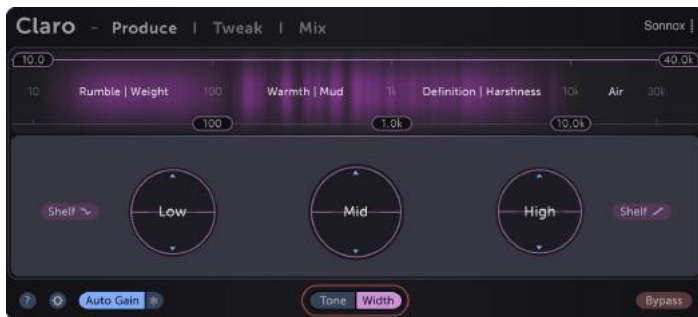 Claro - Produce | Tweak | Mix Sonnox
10.0 40.0k
10 Rumble | Weight 100 Warmth | Mud 1k Definition | Harshness 10k Air 30k
100 1.0k 10.0k
Shelf Low Mid High Shelf
? Auto Gain Tone Width Bypass